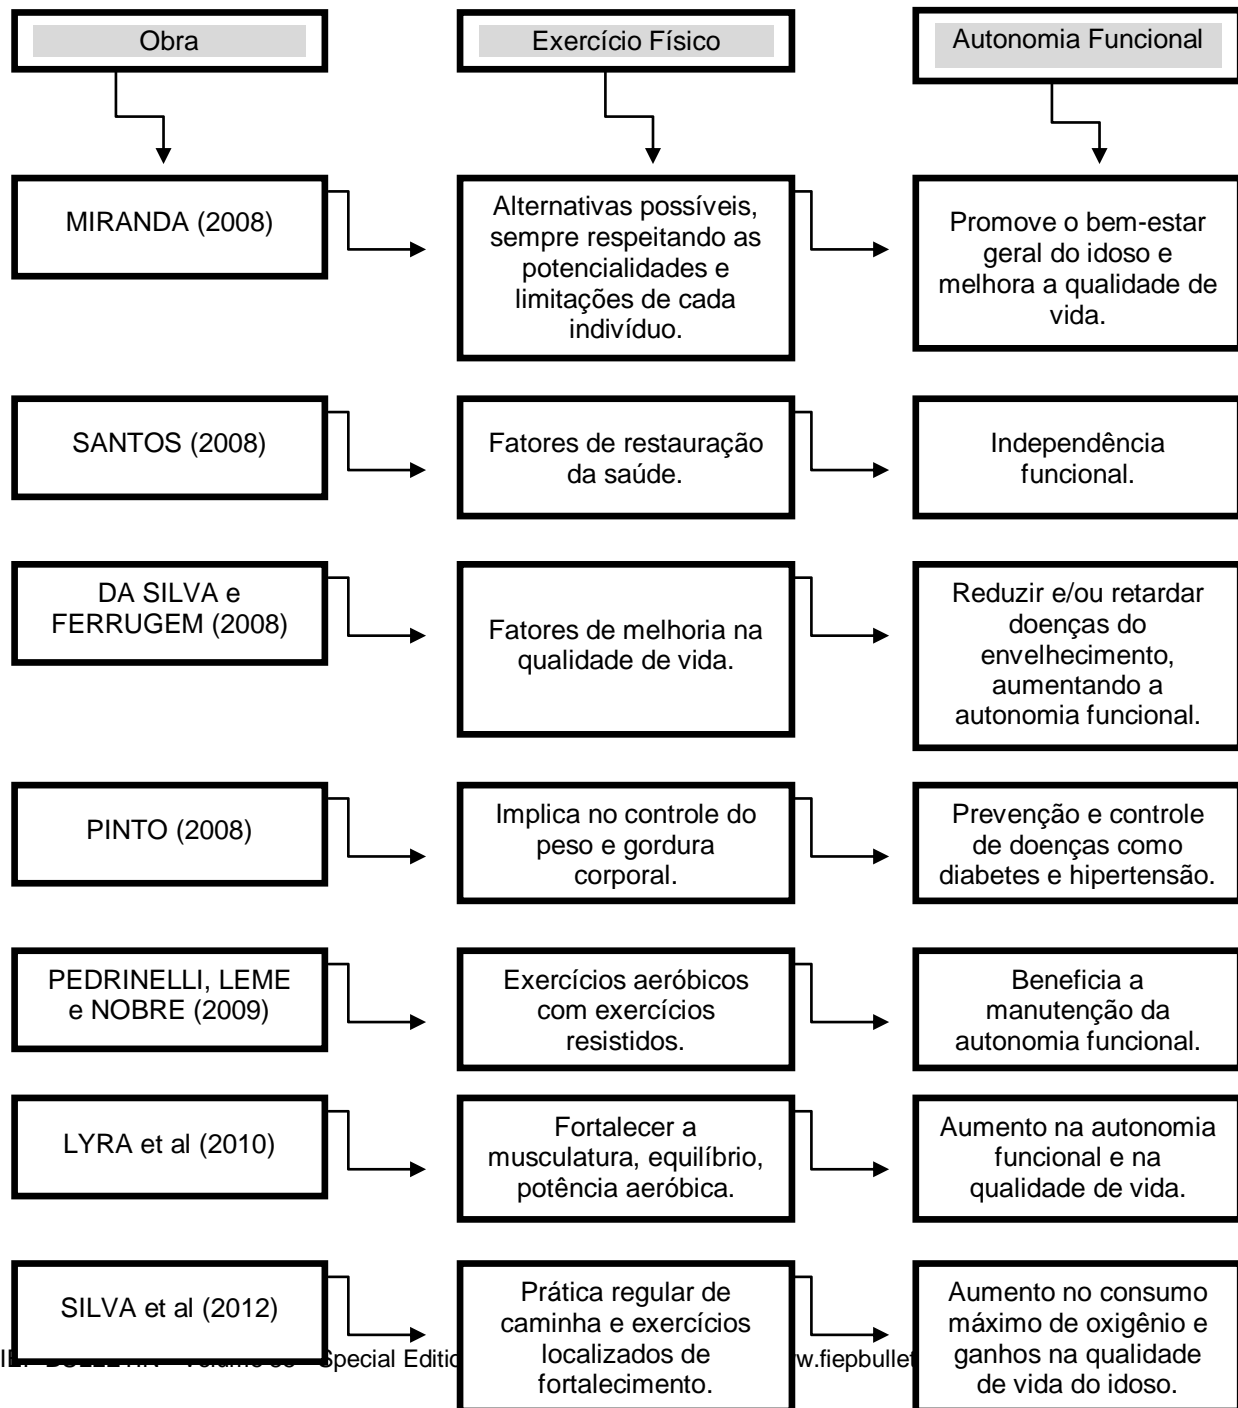 Obra
Exercício Físico
Autonomia Funcional
MIRANDA (2008)
Alternativas possíveis,
sempre respeitando as
potencialidades e
limitações de cada
indivíduo.
Promove o bem-estar
geral do idoso e
melhora a qualidade de
vida.
SANTOS (2008)
Fatores de restauração
da saúde.
Independência
funcional.
DA SILVA e
FERRUGEM (2008)
Fatores de melhoria na
qualidade de vida.
Reduzir e/ou retardar
doenças do
envelhecimento,
aumentando a
autonomia funcional.
PINTO (2008)
Implica no controle do
peso e gordura
corporal.
Prevenção e controle
de doenças como
diabetes e hipertensão.
PEDRINELLI, LEME
e NOBRE (2009)
Exercícios aeróbicos
com exercícios
resistidos.
Beneficia a
manutenção da
autonomia funcional.
LYRA et al (2010)
Fortalecer a
musculatura, equilíbrio,
potência aeróbica.
Aumento na autonomia
funcional e na
qualidade de vida.
SILVA et al (2012)
Prática regular de
caminha e exercícios
localizados de
fortalecimento.
Aumento no consumo
máximo de oxigênio e
ganhos na qualidade
de vida do idoso.
Special